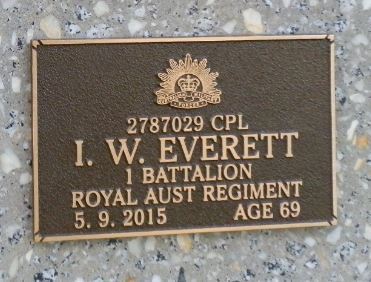 2787029 CPL
I. W. EVERETT
1 BATTALION
ROYAL AUST REGIMENT
5. 9. 2015 AGE 69